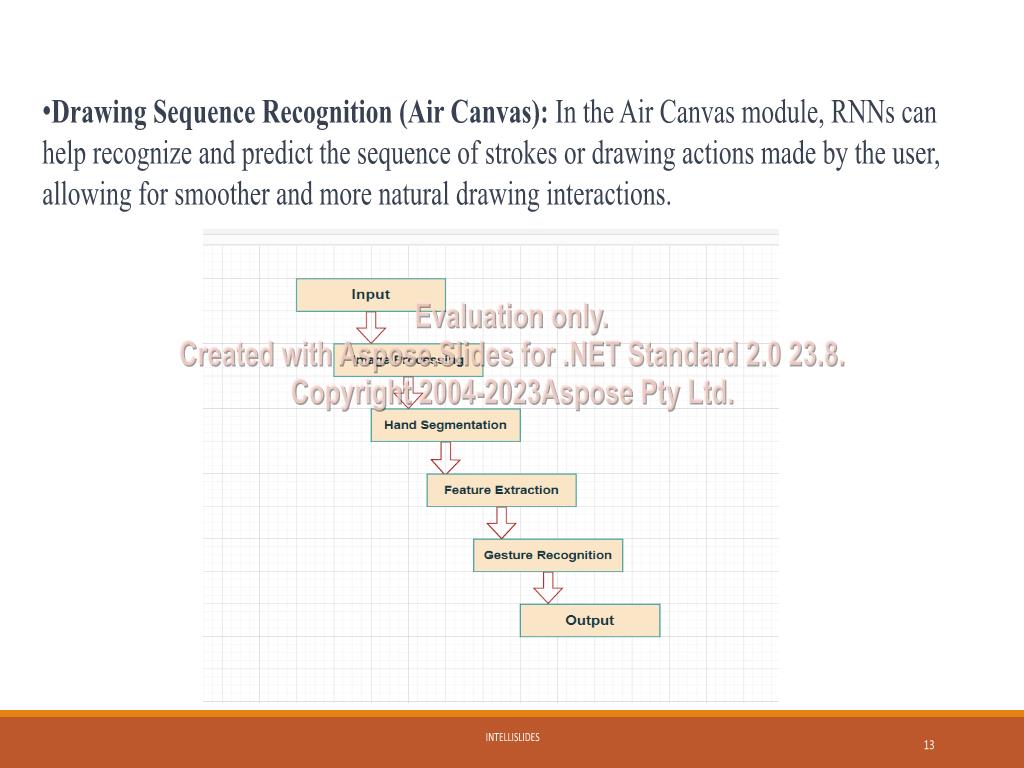 •Drawing Sequence Recognition (Air Canvas): In the Air Canvas module, RNNs can
help recognize and predict the sequence of strokes or drawing actions made by the user,
allowing for smoother and more natural drawing interactions.
Input
Evaluation only.
Image Processing
Created with Aspose.Slides for .NET Standard 2.0 23.8.
Copyright 2004-2023Aspose Pty Ltd.
Hand Segmentation
Feature Extraction
Gesture Recognition
Output
INTELLISLIDES
13